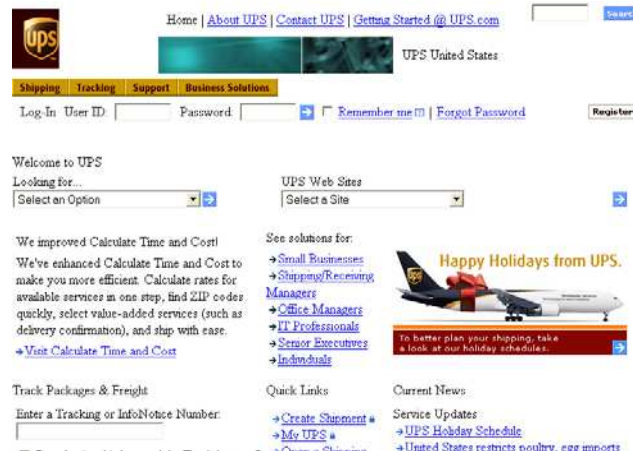 ups
Home | About UPS | Contact UPS | Getting Started @ UPS.com
UPS United States
Shipping Tracking Support Business Solutions
Log-In User ID: Password: Remember me | Forgot Password Register
Welcome to UPS
Looking for...
Select an Option
UPS Web Sites
Select a Site
We improved Calculate Time and Cost!
We've enhanced Calculate Time and Cost to
make you more efficient. Calculate rates for
available services in one step, find ZIP codes
quickly, select value-added services (such as
delivery confirmation), and ship with ease.
Visit Calculate Time and Cost
See solutions for:
Small Businesses
Shipping/Receiving
Managers
Office Managers
IT Professionals
Senior Executives
Individuals
Happy Holidays from UPS.
To better plan your shipping, take
a look at our holiday schedules.
Track Packages & Freight
Enter a Tracking or InfoNotice Number:
Quick Links
Create Shipment
My UPS
Current News
Service Updates
UPS Holiday Schedule
United States restricts poultry, egg imports